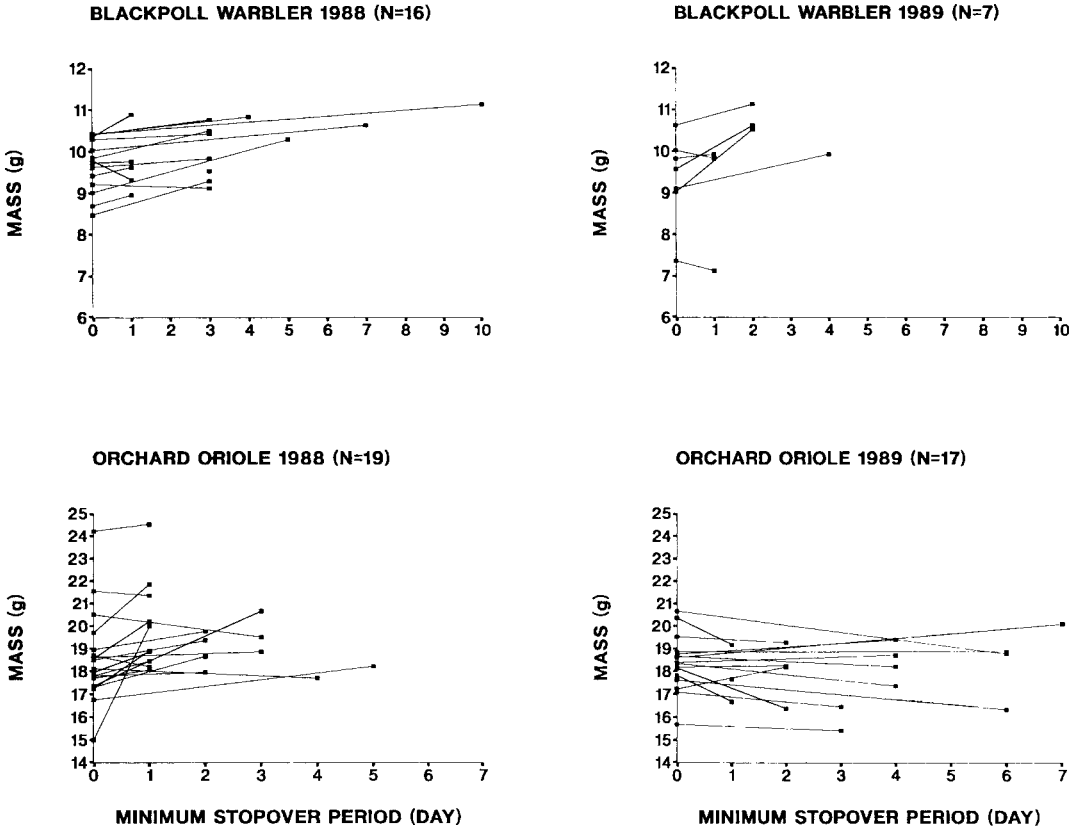 BLACKPOLL WARBLER 1988 (N=16)
12
11
10
9
8
7
6
MASS (g)
0 1 2 3 4 5 6 7 8 9 10
BLACKPOLL WARBLER 1989 (N=7)
12
11
10
9
8
7
6
MASS (g)
0 1 2 3 4 5 6 7 8 9 10
ORCHARD ORIOLE 1988 (N=19)
25
24
23
22
21
20
19
18
17
16
15
14
MASS (g)
0 1 2 3 4 5 6 7
MINIMUM STOPOVER PERIOD (DAY)
ORCHARD ORIOLE 1989 (N=17)
25
24
23
22
21
20
19
18
17
16
15
14
MASS (g)
0 1 2 3 4 5 6 7
MINIMUM STOPOVER PERIOD (DAY)